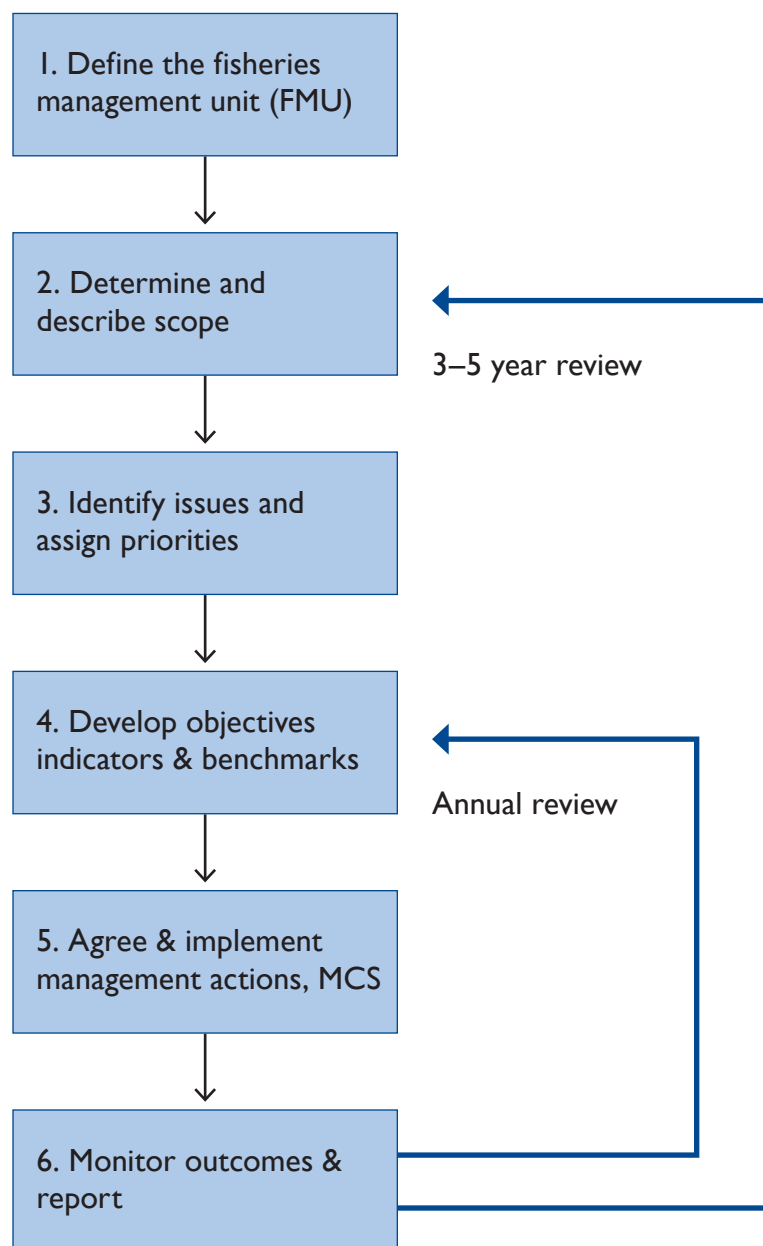 1. Define the fisheries
management unit (FMU)
2. Determine and
describe scope
3–5 year review
3. Identify issues and
assign priorities
4. Develop objectives
indicators & benchmarks
Annual review
5. Agree & implement
management actions, MCS
6. Monitor outcomes &
report